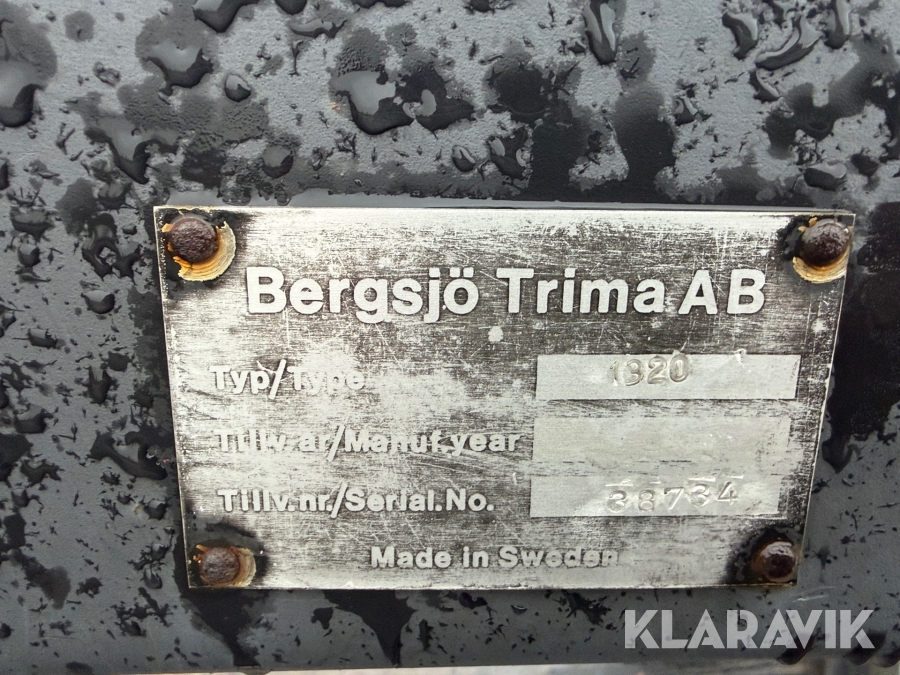 Bergsjö Trima AB
Typ/Type 1320
Tillv.år/Manuf.year
Tillv.nr./Serial.No. 38734
Made in Sweden
KLARAVIK